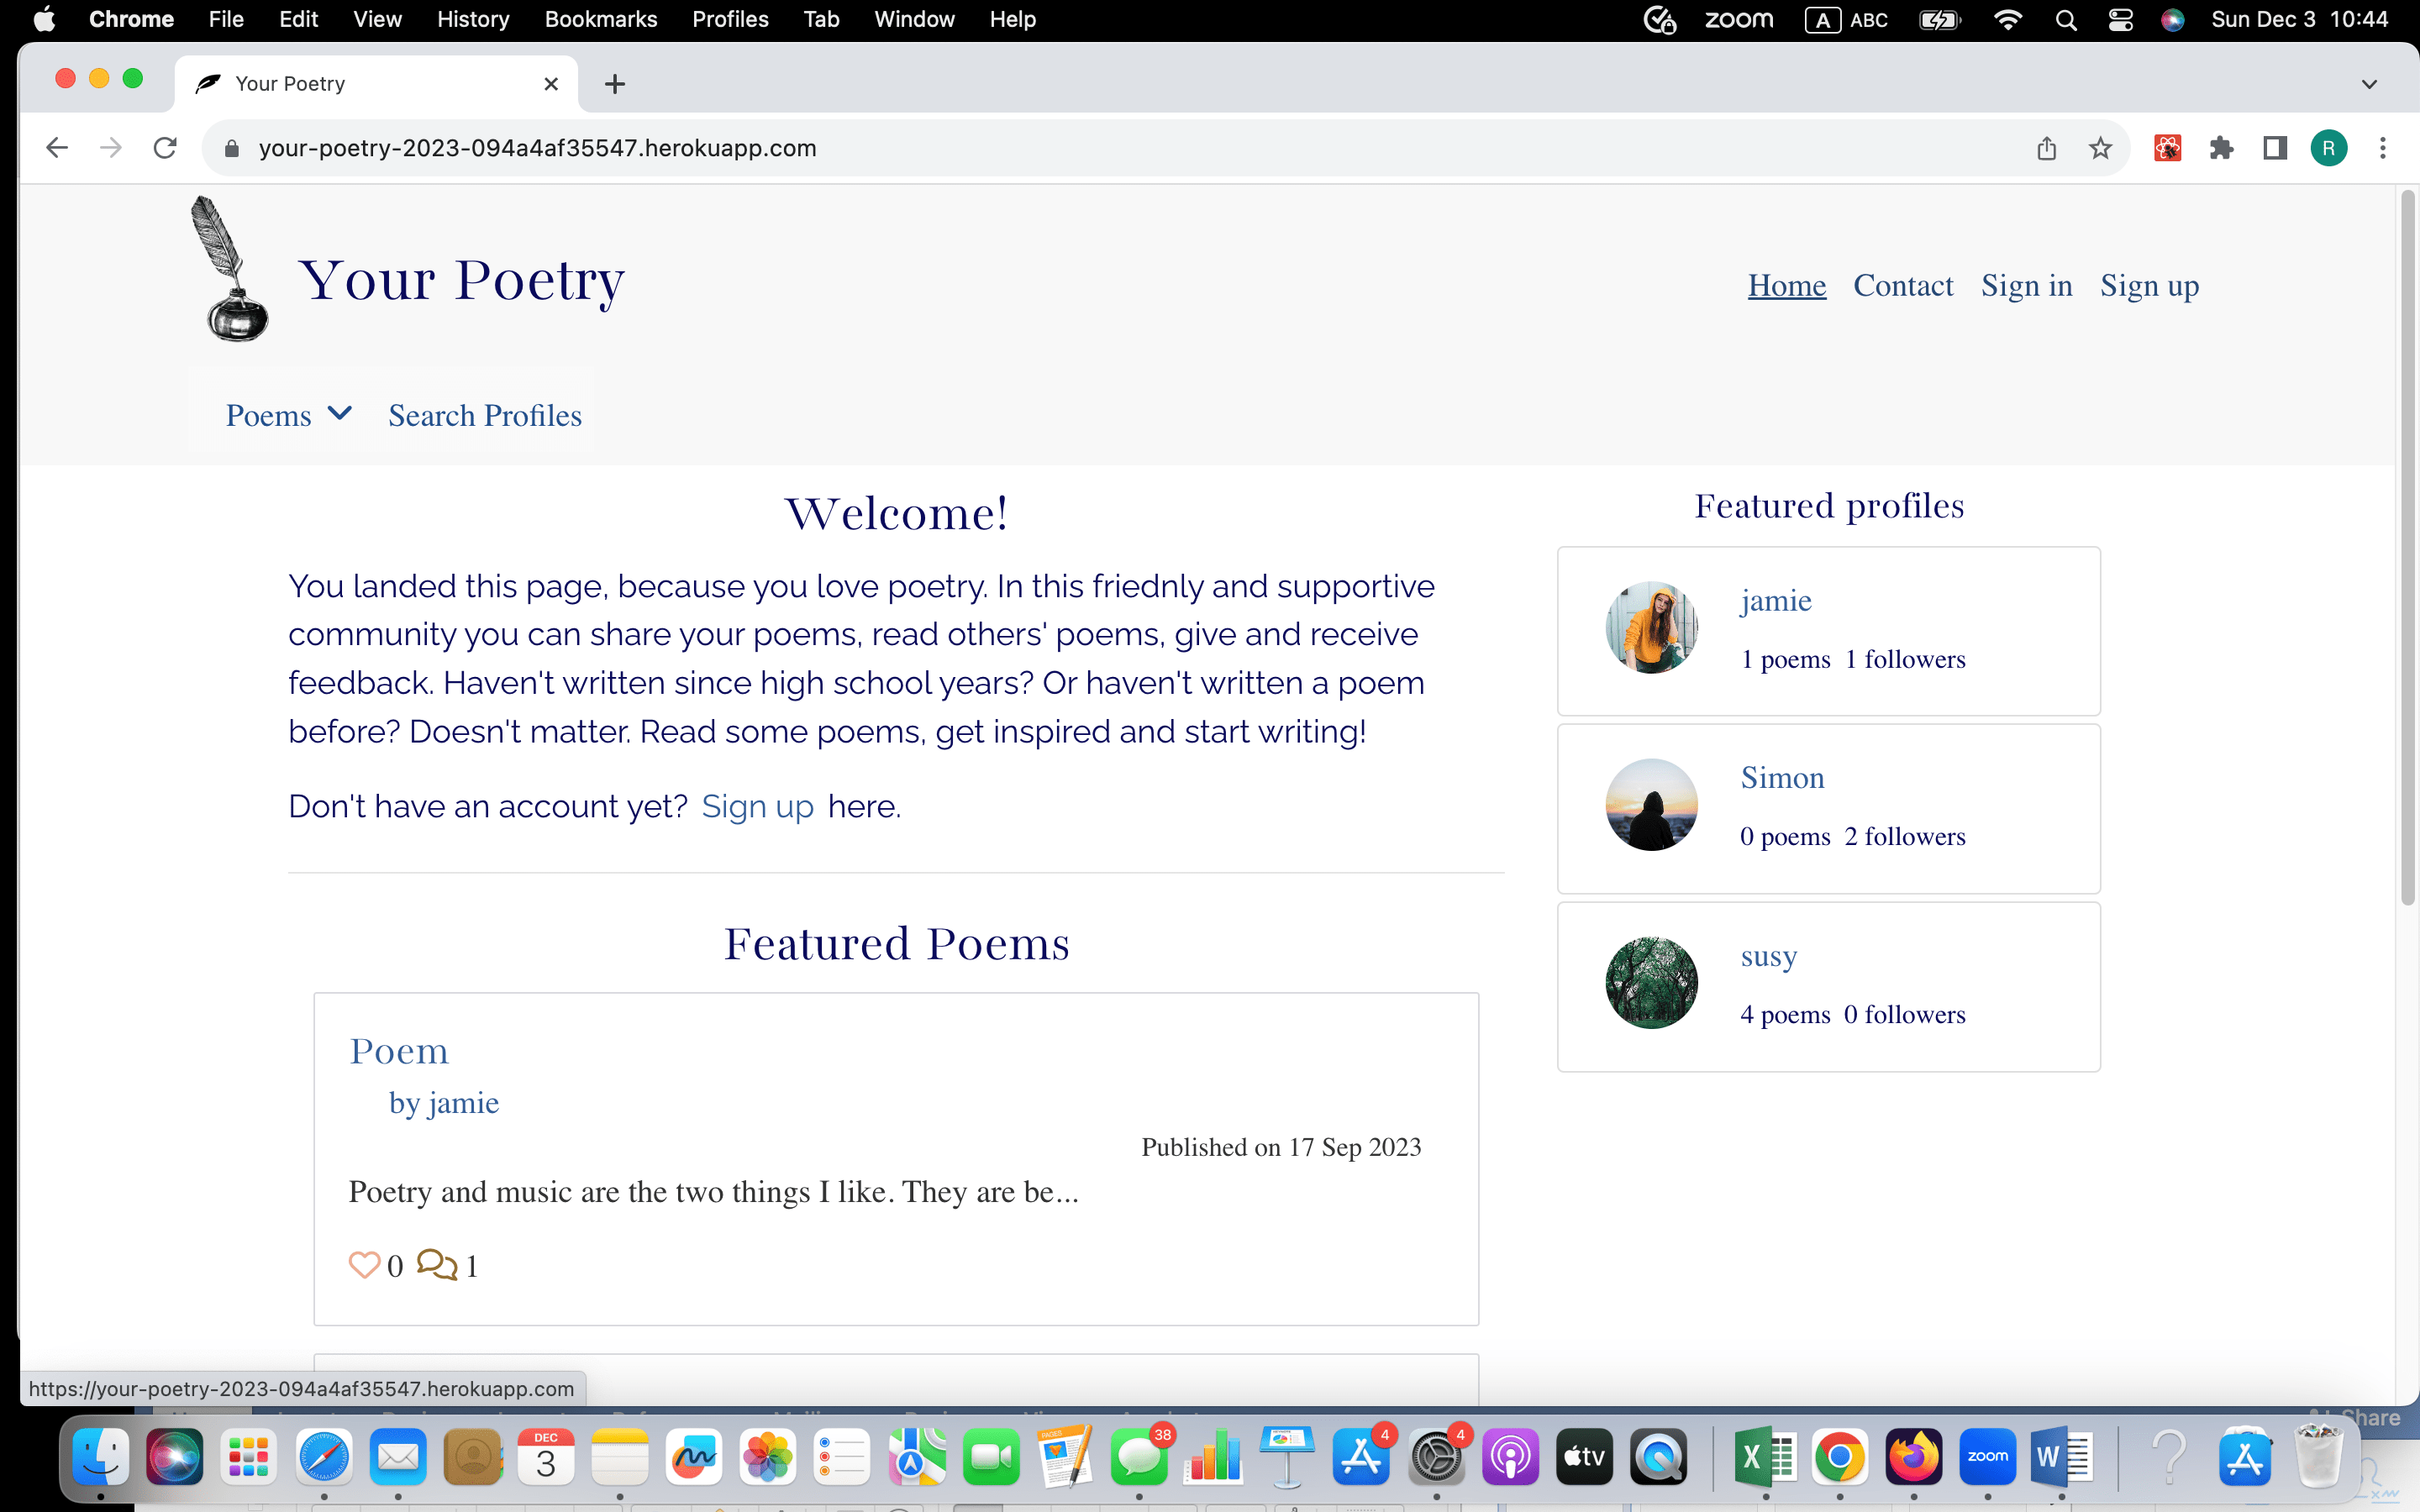 Chrome File Edit View History Bookmarks Profiles Tab Window Help zoom A ABC Sun Dec 3 10:44
Your Poetry
your-poetry-2023-094a4af35547.herokuapp.com R
Your Poetry
Home Contact Sign in Sign up
Poems Search Profiles
Welcome!
You landed this page, because you love poetry. In this friednly and supportive
community you can share your poems, read others' poems, give and receive
feedback. Haven't written since high school years? Or haven't written a poem
before? Doesn't matter. Read some poems, get inspired and start writing!
Don't have an account yet? Sign up here.
Featured Poems
Poem
by jamie
Published on 17 Sep 2023
Poetry and music are the two things I like. They are be...
0 1
Featured profiles
jamie
1 poems 1 followers
Simon
0 poems 2 followers
susy
4 poems 0 followers
https://your-poetry-2023-094a4af35547.herokuapp.com
Share
DEC
3
PAGES
38
4
4
tv
X
zoom
W